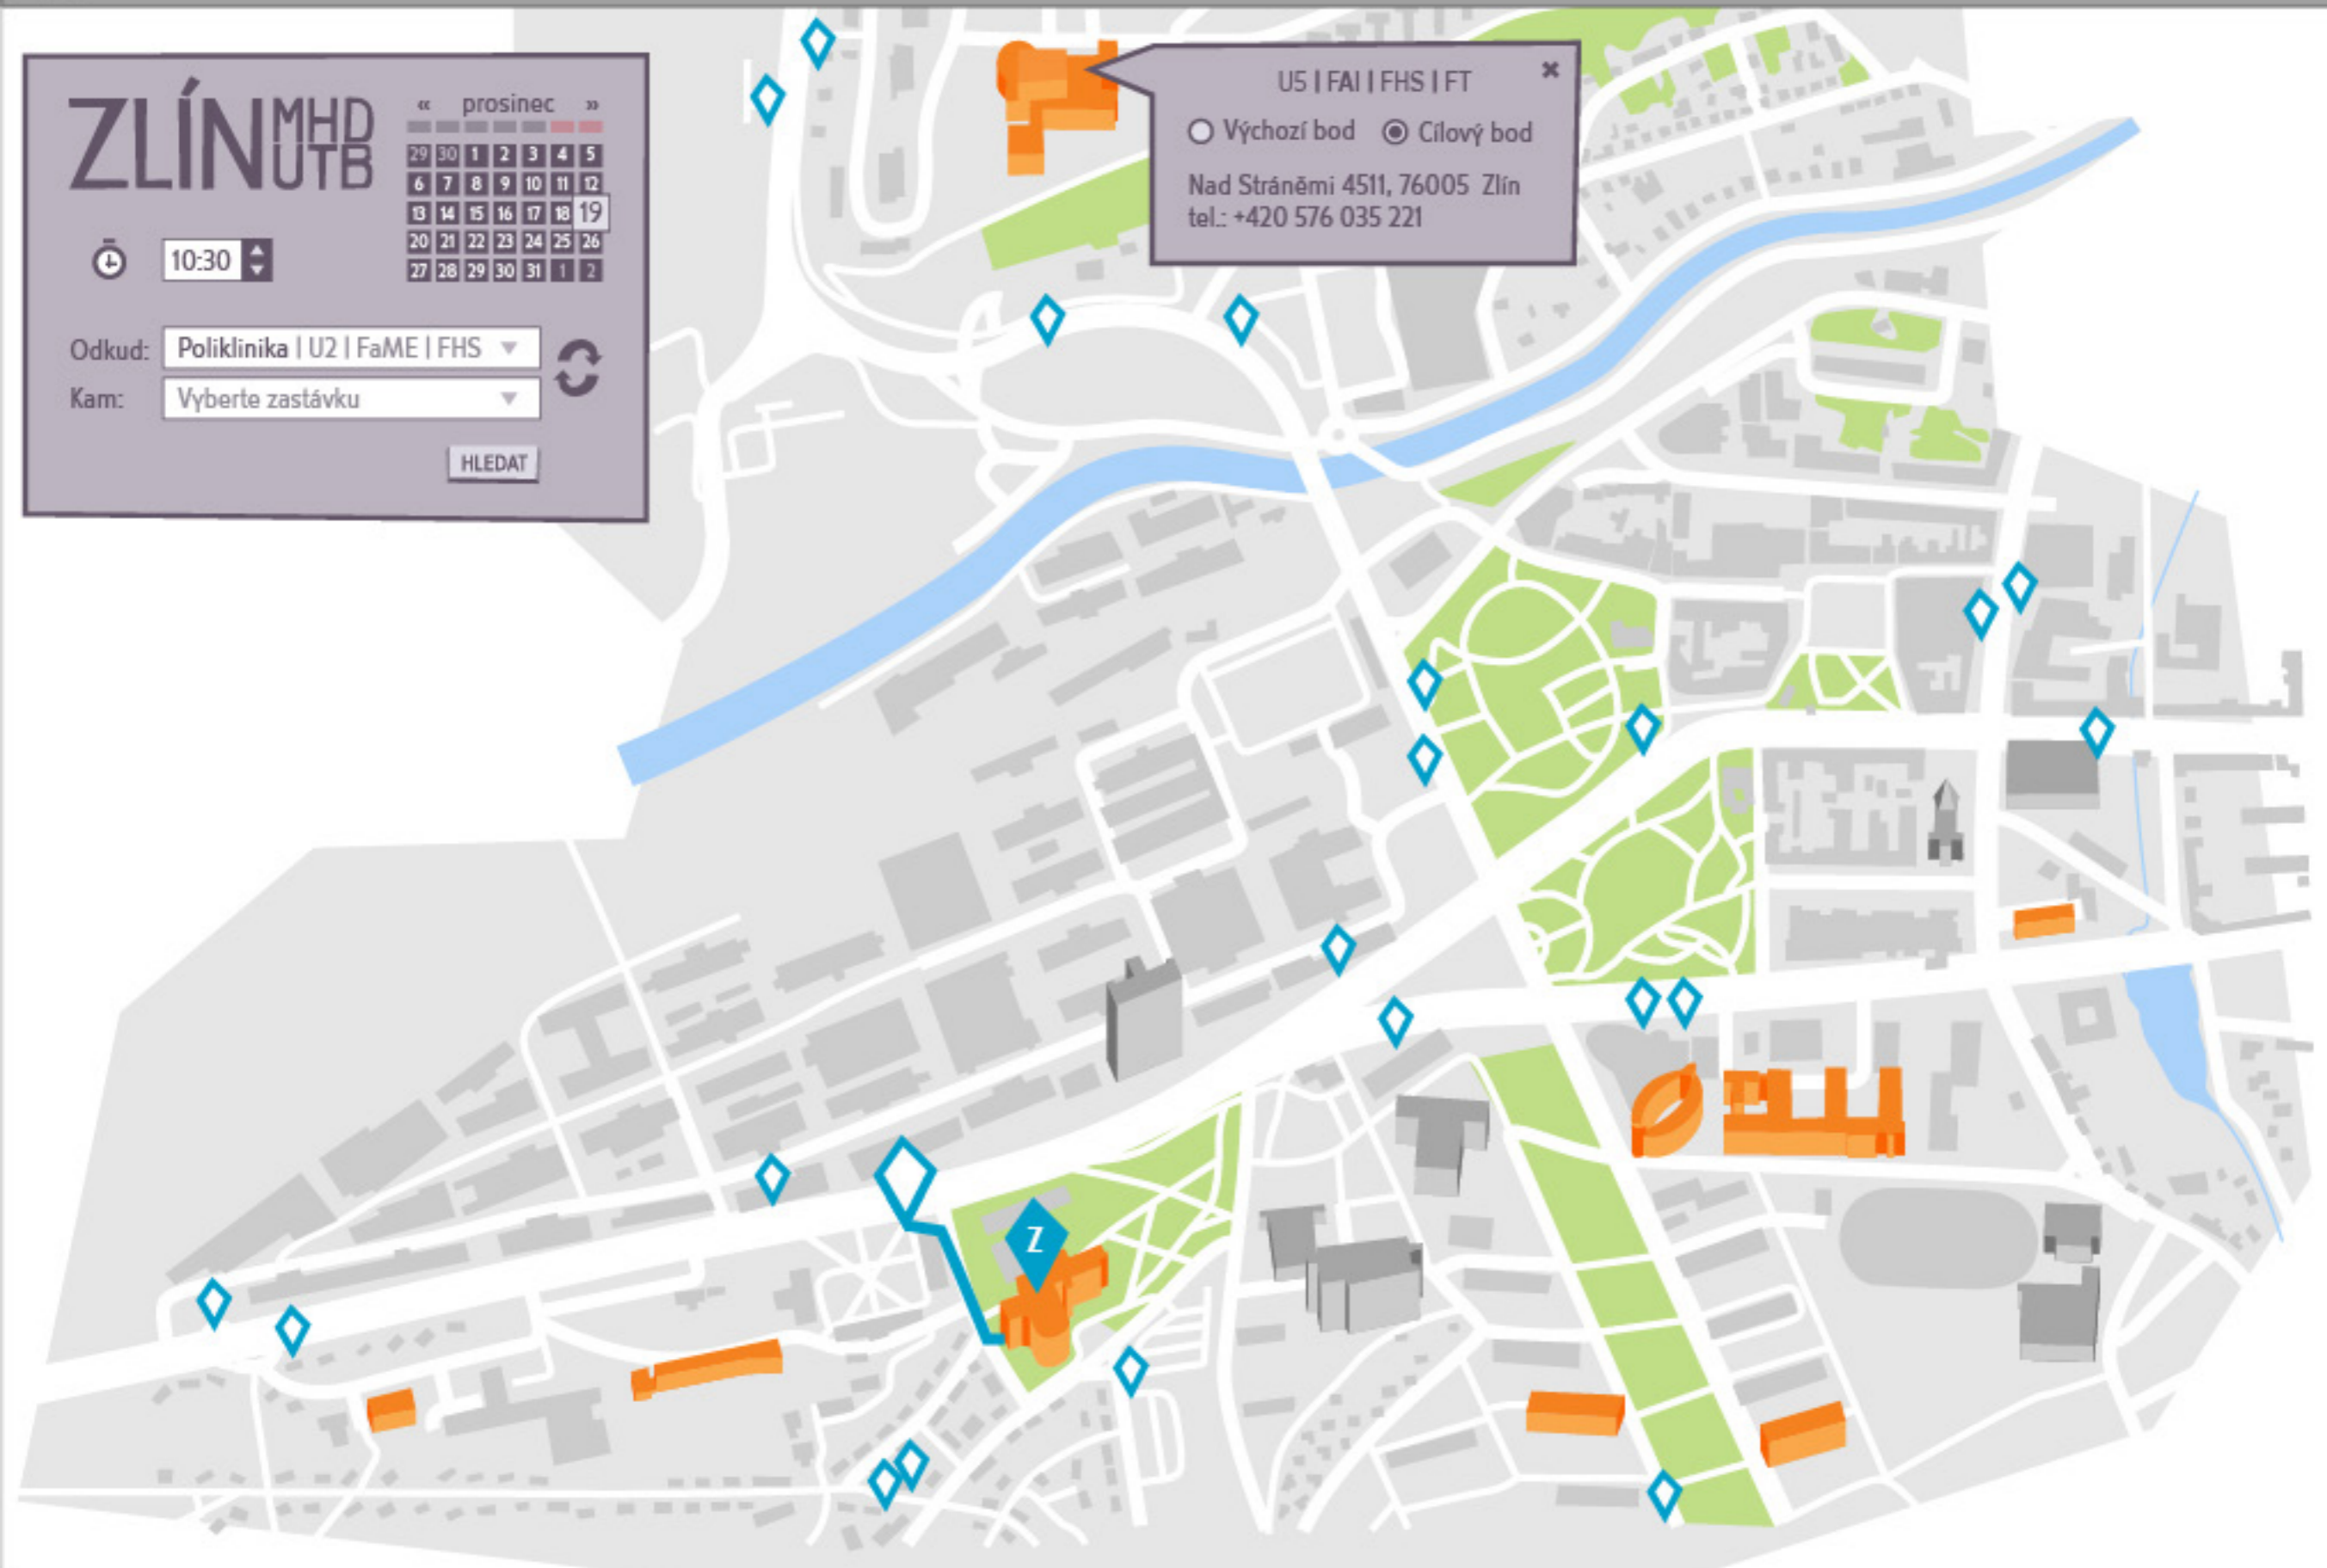 ZLÍN MHD UTB
« prosinec »
29 30 1 2 3 4 5
6 7 8 9 10 11 12
13 14 15 16 17 18 19
20 21 22 23 24 25 26
27 28 29 30 31 1 2
10:30
Odkud: Poliklinika | U2 | FaME | FHS
Kam: Vyberte zastávku
HLEDAT
U5 | FAI | FHS | FT
Výchozí bod Cílový bod
Nad Stráněmi 4511, 76005 Zlín
tel.: +420 576 035 221
Z